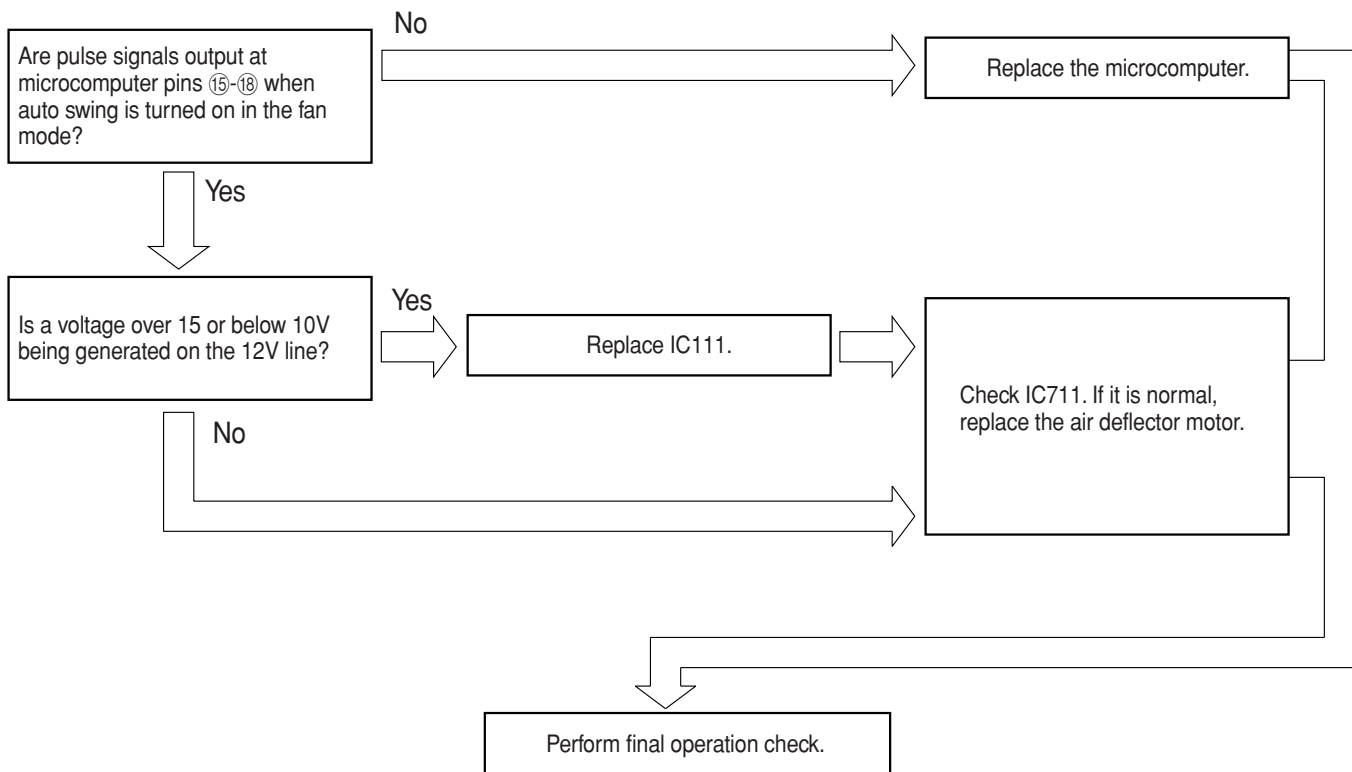 No
Are pulse signals output at
microcomputer pins ⑮-⑱ when
auto swing is turned on in the fan
mode?
Replace the microcomputer.
Yes
Is a voltage over 15 or below 10V
being generated on the 12V line?
Yes
Replace IC111.
Check IC711. If it is normal,
replace the air deflector motor.
No
Perform final operation check.